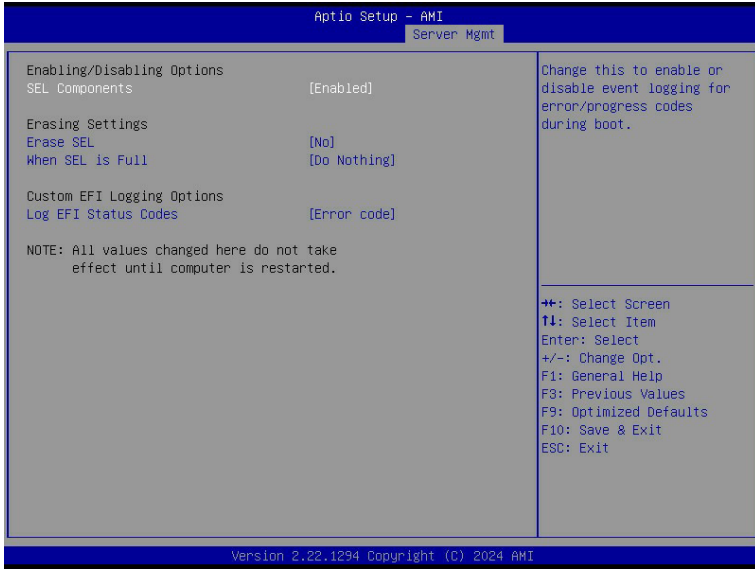 Aptio Setup – AMI
Server Mgmt
Enabling/Disabling Options
SEL Components [Enabled]
Erasing Settings
Erase SEL [No]
When SEL is Full [Do Nothing]
Custom EFI Logging Options
Log EFI Status Codes [Error code]
NOTE: All values changed here do not take
effect until computer is restarted.
Change this to enable or
disable event logging for
error/progress codes
during boot.
→←: Select Screen
↑↓: Select Item
Enter: Select
+/-: Change Opt.
F1: General Help
F3: Previous Values
F9: Optimized Defaults
F10: Save & Exit
ESC: Exit
Version 2.22.1294 Copyright (C) 2024 AMI